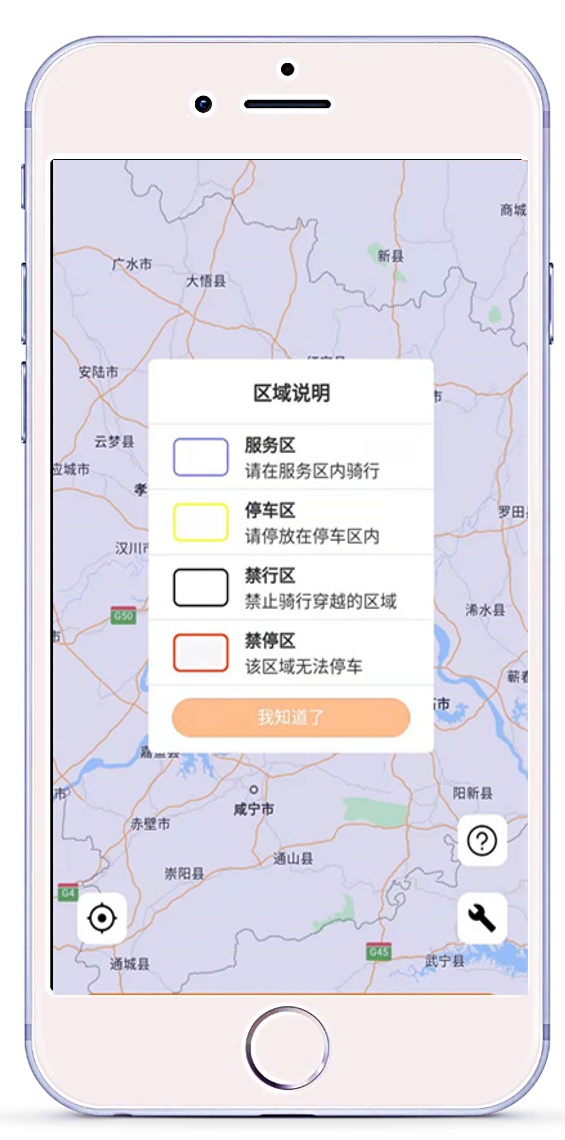 商城
新县
广水市
大悟县
安陆市
市
区域说明
云梦县
服务区
请在服务区内骑行
应城市
孝
停车区
请停放在停车区内
罗田
汉川市
禁行区
禁止骑行穿越的区域
浠水县
G50
市
禁停区
该区域无法停车
蕲春
市
我知道了
嘉鱼县
市
阳新县
咸宁市
赤壁市
通山县
崇阳县
G4
G45
武宁县
通城县